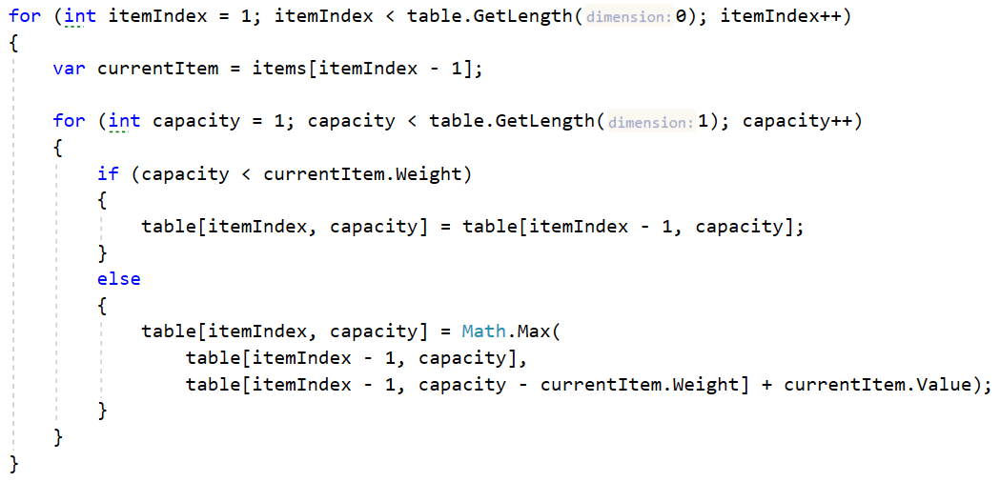 for (int itemIndex = 1; itemIndex < table.GetLength(dimension:0); itemIndex++)
{
    var currentItem = items[itemIndex - 1];

    for (int capacity = 1; capacity < table.GetLength(dimension:1); capacity++)
    {
        if (capacity < currentItem.Weight)
        {
            table[itemIndex, capacity] = table[itemIndex - 1, capacity];
        }
        else
        {
            table[itemIndex, capacity] = Math.Max(
                table[itemIndex - 1, capacity],
                table[itemIndex - 1, capacity - currentItem.Weight] + currentItem.Value);
        }
    }
}